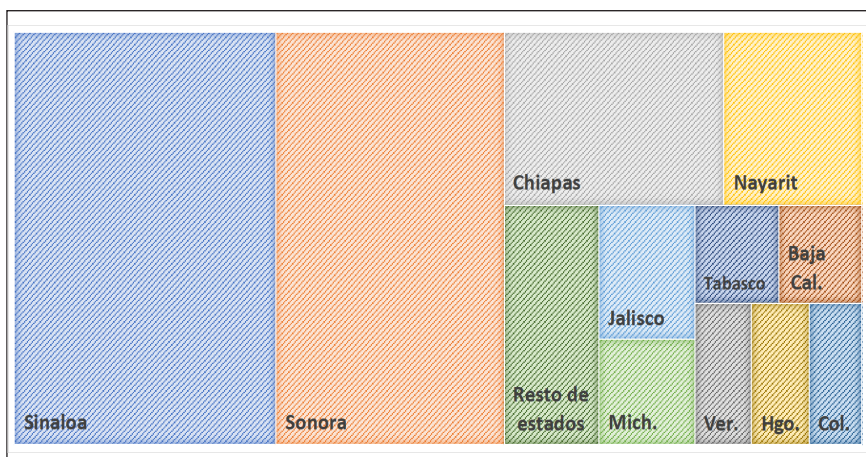 Sinaloa
Sonora
Chiapas
Nayarit
Resto de
estados
Jalisco
Mich.
Tabasco
Baja
Cal.
Ver.
Hgo.
Col.